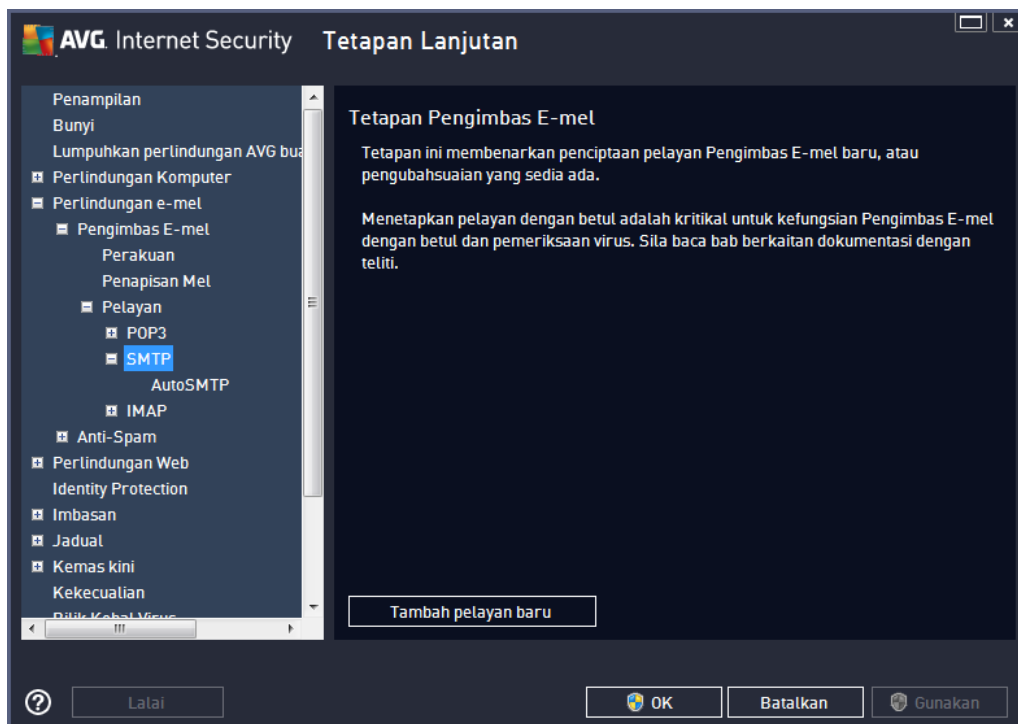 AVG. Internet Security Tetapan Lanjutan
Penampilan
Bunyi
Lumpuhkan perlindungan AVG bua
Perlindungan Komputer
Perlindungan e-mel
Pengimbas E-mel
Perakuan
Penapisan Mel
Pelayan
POP3
SMTP
AutoSMTP
IMAP
Anti-Spam
Perlindungan Web
Identity Protection
Imbasan
Jadual
Kemas kini
Kekecualian
Bilik Kebal Virus
Tetapan Pengimbas E-mel
Tetapan ini membenarkan penciptaan pelayan Pengimbas E-mel baru, atau
pengubahsuaian yang sedia ada.
Menetapkan pelayan dengan betul adalah kritikal untuk kefungsian Pengimbas E-mel
dengan betul dan pemeriksaan virus. Sila baca bab berkaitan dokumentasi dengan
teliti.
Tambah pelayan baru
Lalai
OK
Batalkan
Gunakan